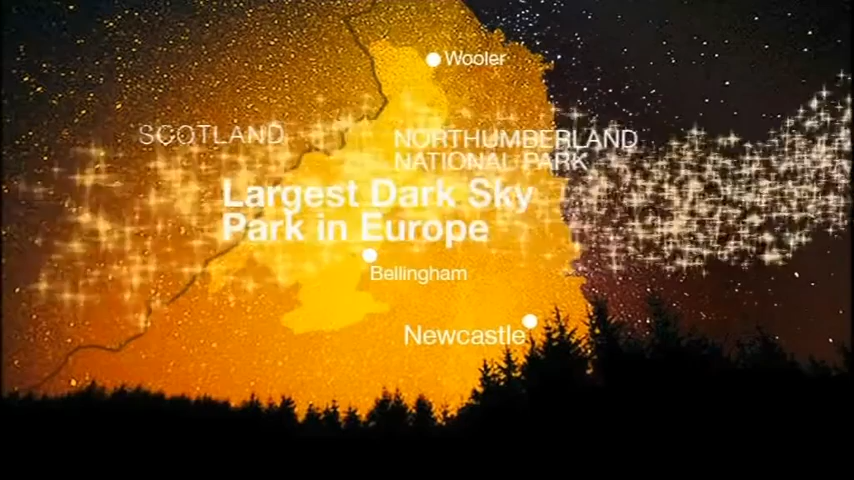 Wooler
SCOTLAND
NORTHUMBERLAND
NATIONAL PARK
Largest Dark Sky
Park in Europe
Bellingham
Newcastle